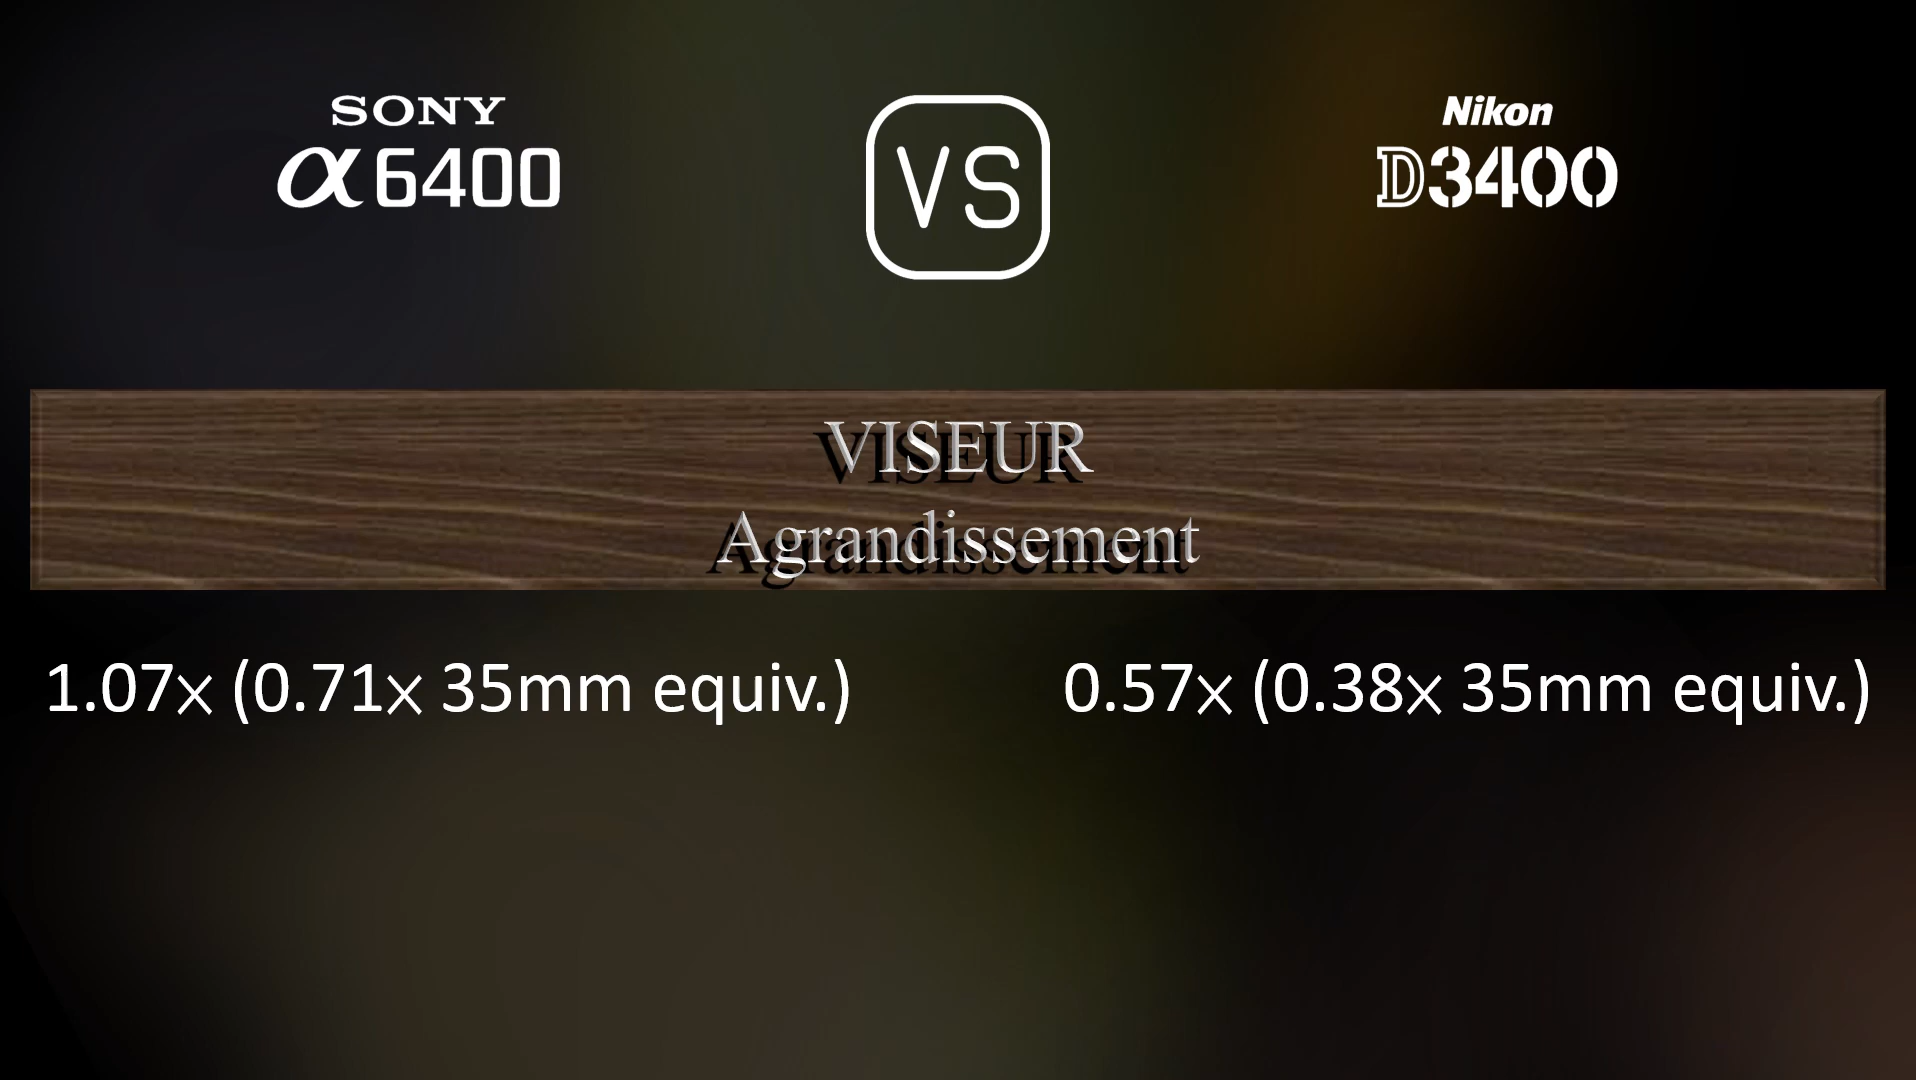 SONY
α6400
VS
Nikon
D3400
VISEUR
Agrandissement
1.07x (0.71x 35mm equiv.)
0.57x (0.38x 35mm equiv.)